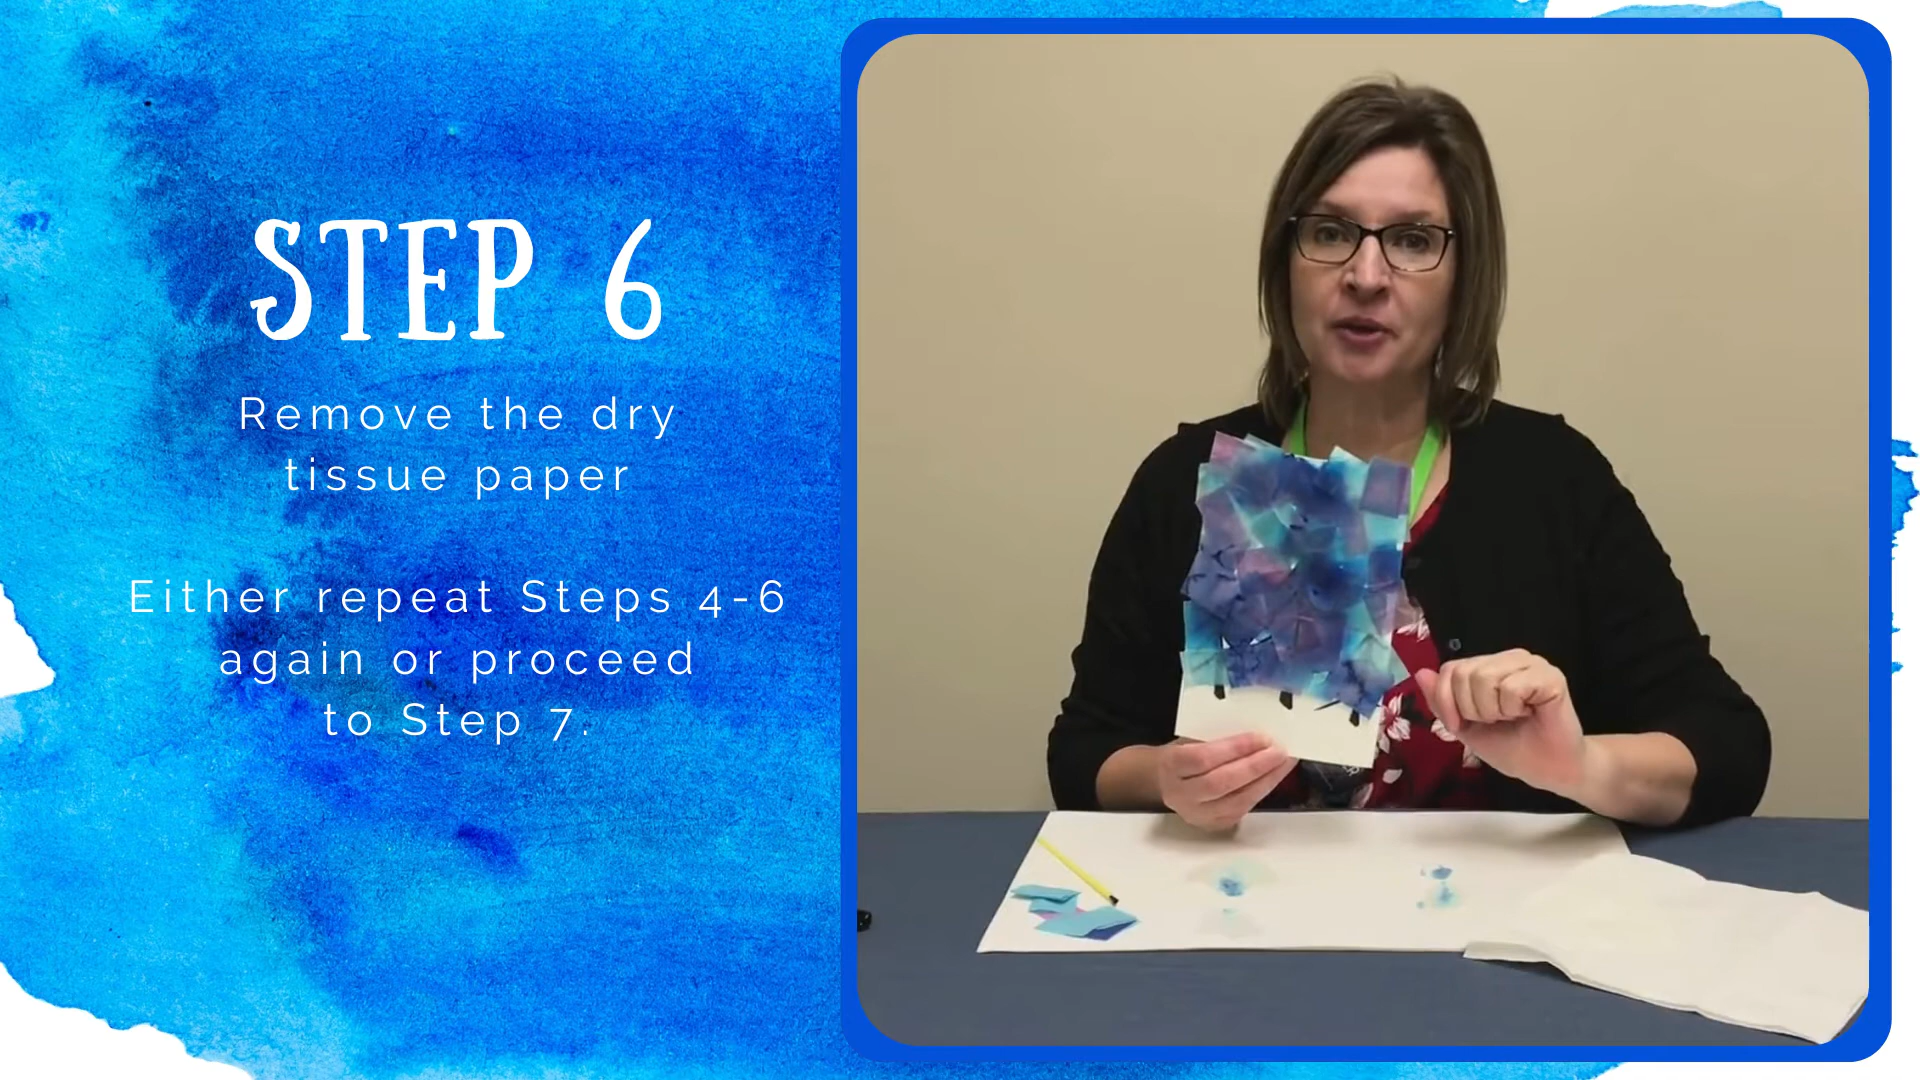 STEP 6
Remove the dry
tissue paper
Either repeat Steps 4-6
again or proceed
to Step 7.